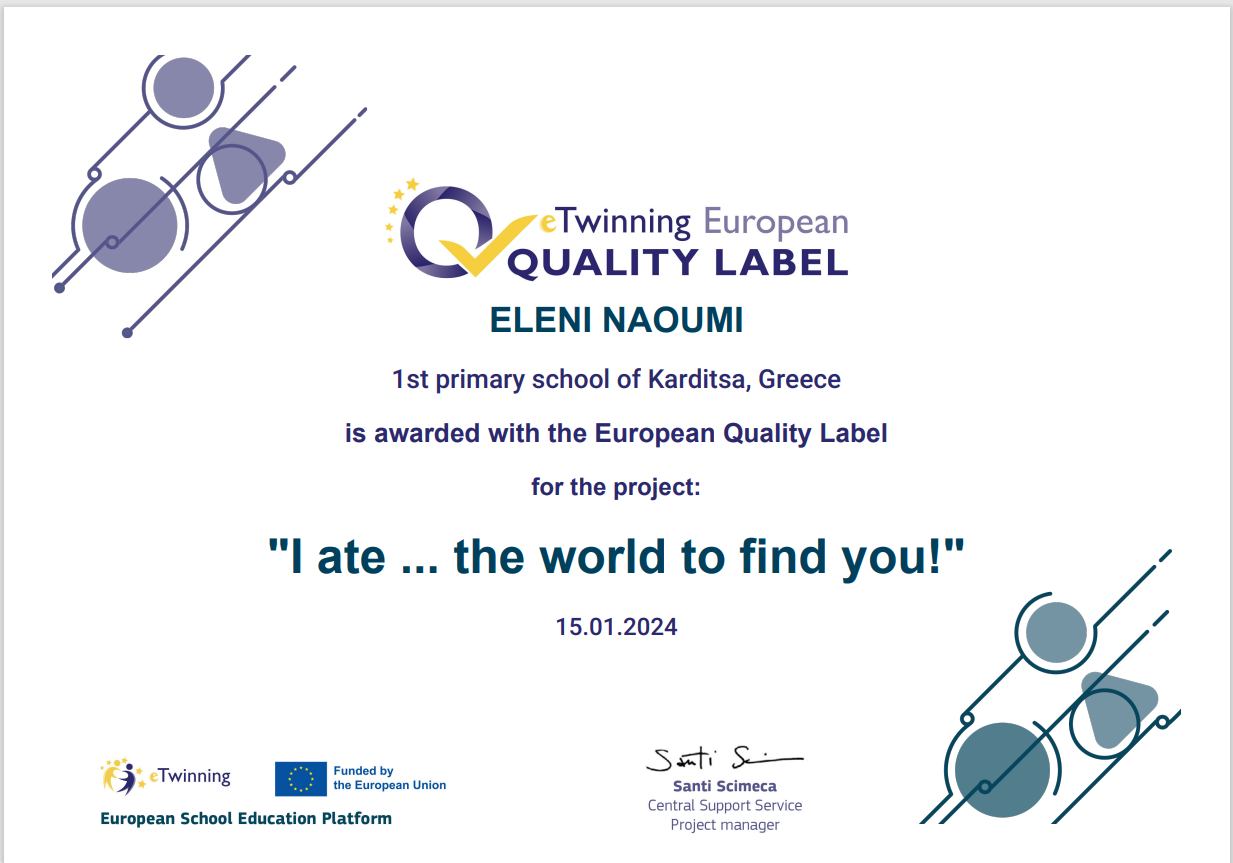 eTwinning European
QUALITY LABEL
ELENI NAOUMI
1st primary school of Karditsa, Greece
is awarded with the European Quality Label
for the project:
"I ate ... the world to find you!"
15.01.2024
eTwinning
Funded by
the European Union
European School Education Platform
Santi Scimeca
Central Support Service
Project manager